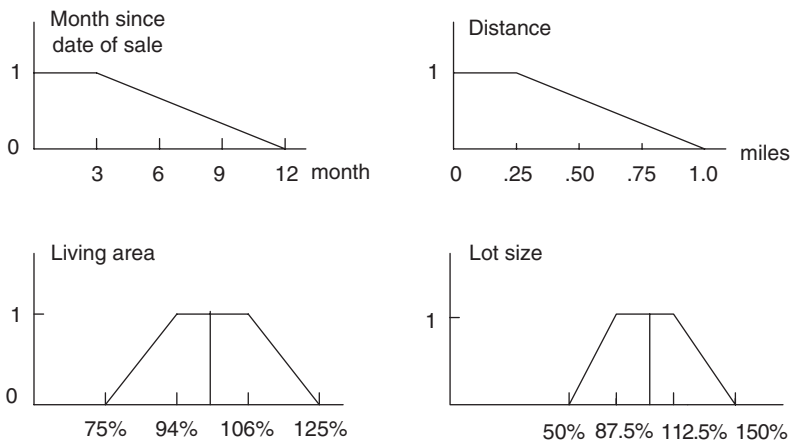 Month since
date of sale
1
0
3 6 9 12 month
Distance
1
0 .25 .50 .75 1.0
miles
Living area
1
0
75% 94% 106% 125%
Lot size
1
50% 87.5% 112.5% 150%